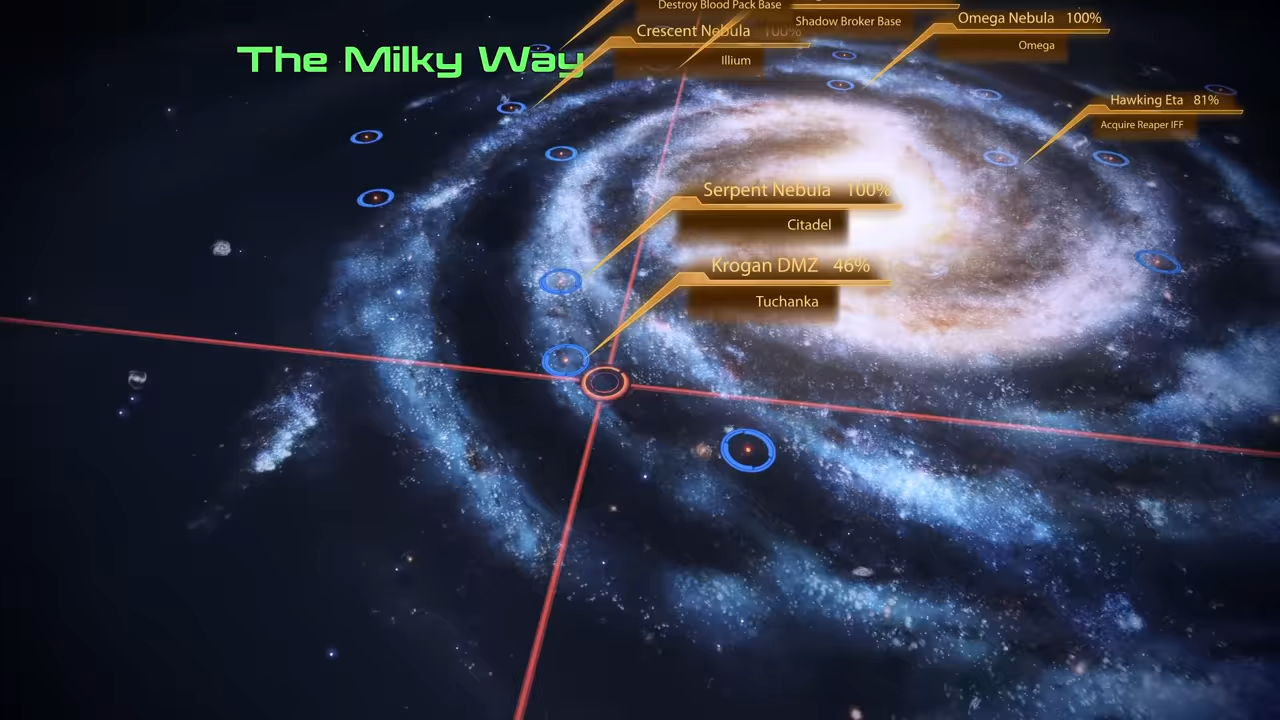 Destroy Blood Pack Base
Shadow Broker Base
Omega Nebula 100%
Omega
Crescent Nebula 100%
Illium
The Milky Way
Hawking Eta 81%
Acquire Reaper IFF
Serpent Nebula 100%
Citadel
Krogan DMZ 46%
Tuchanka